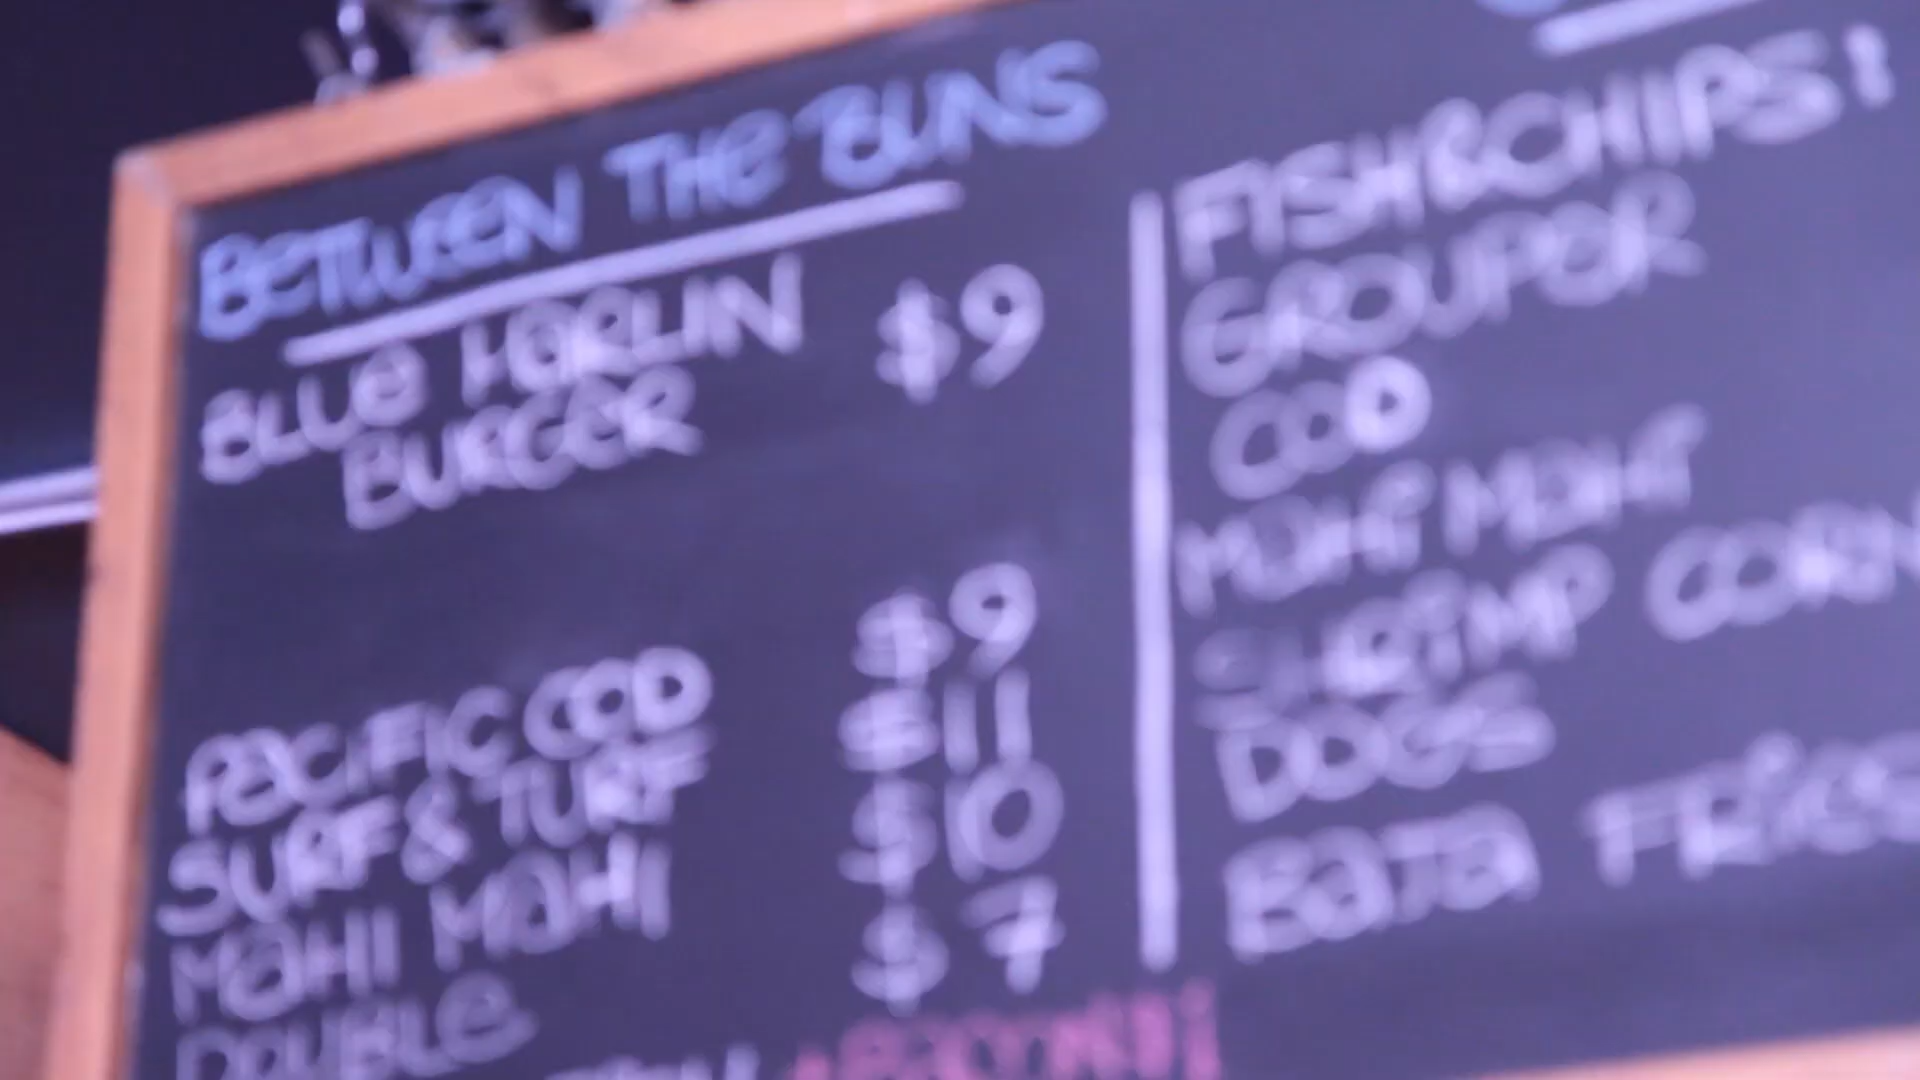 BETWEEN THE BUNS
BLUE MARLIN $9
BURGER
$9
PACIFIC COD $11
SURF & TURF $10
MAHI MAHI $7
DOUBLE
FISH & CHIPS!
GROUPER
COD
MAHI MAHI
SHRIMP CORN
DOGS
BAJA FRIES